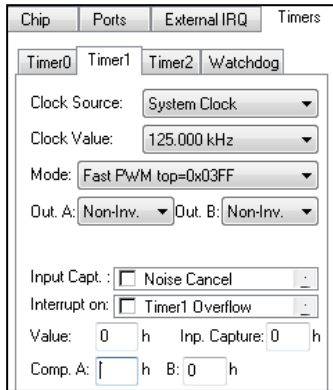 Chip Ports External IRQ Timers
Timer0 Timer1 Timer2 Watchdog
Clock Source: System Clock
Clock Value: 125.000 kHz
Mode: Fast PWM top=0x03FF
Out. A: Non-Inv. Out. B: Non-Inv.
Input Capt. : Noise Cancel
Interrupt on: Timer1 Overflow
Value: 0 h Inp. Capture: 0 h
Comp. A: h B: 0 h